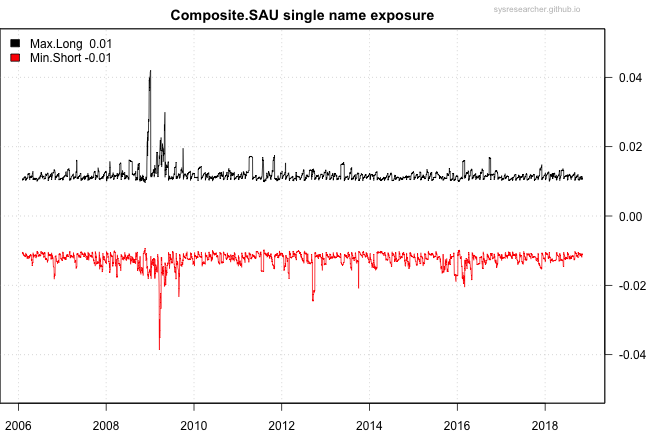 Composite.SAU single name exposure
sysresearcher.github.io
Max.Long 0.01
Min.Short -0.01
0.04
0.02
0.00
-0.02
-0.04
2006 2008 2010 2012 2014 2016 2018